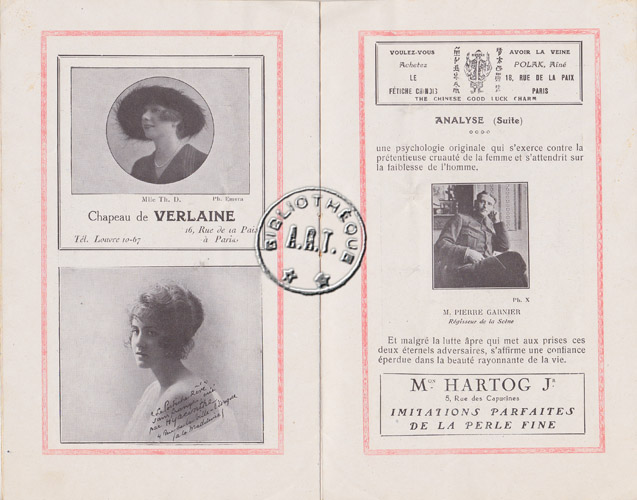 Mlle Th. D. Ph. Emera
Chapeau de VERLAINE
16, Rue de la Paix
Tél. Louvre 10-67 à Paris
BIBLIOTHÈQUE
A.R.T.
VOULEZ-VOUS AVOIR LA VEINE
Achetez POLAK, Aîné
LE 18, RUE DE LA PAIX
FÉTICHE CHINOIS PARIS
THE CHINESE GOOD LUCK CHARM
ANALYSE (Suite)
une psychologie originale qui s'exerce contre la
prétentieuse cruauté de la femme et s'attendrit sur
la faiblesse de l'homme.
Ph. X
M. PIERRE GARNIER
Régisseur de la Scène
Et malgré la lutte âpre qui met aux prises ces
deux éternels adversaires, s'affirme une confiance
éperdue dans la beauté rayonnante de la vie.
Mon HARTOG Jr
5, Rue des Capucines
IMITATIONS PARFAITES
DE LA PERLE FINE